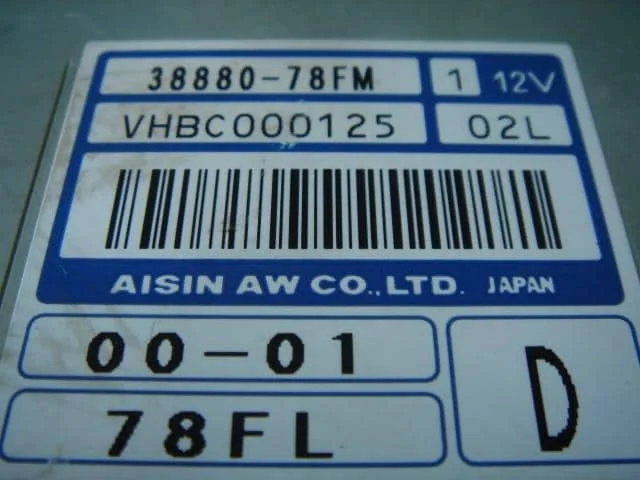 38880-78FM 1 12V
VHBC000125 02L
AISIN AW CO.,LTD. JAPAN
00-01
78FL D